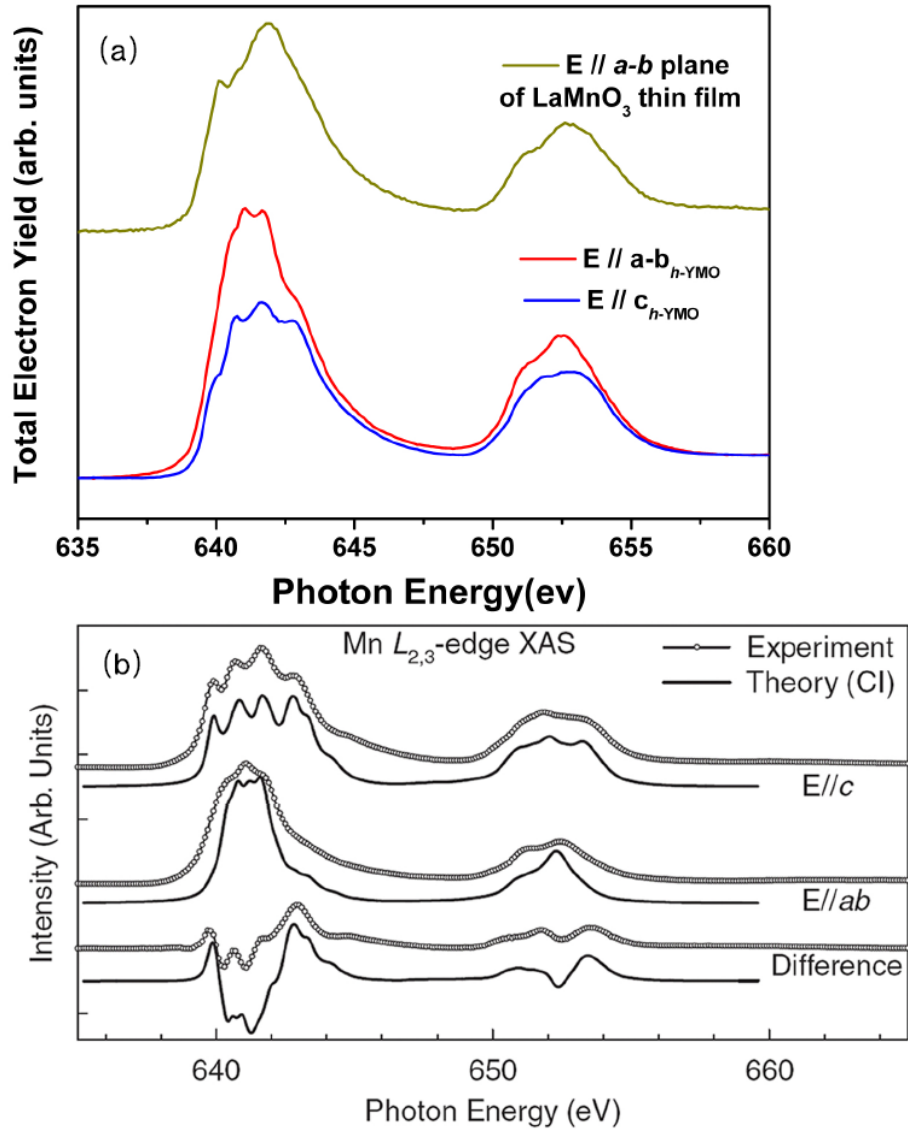 (a)
E // a-b plane
of LaMnO3 thin film
E // a-bh-YMO
E // ch-YMO
Total Electron Yield (arb. units)
635 640 645 650 655 660
Photon Energy(ev)
(b)
Mn L2,3-edge XAS
Experiment
Theory (CI)
E//c
E//ab
Difference
Intensity (Arb. Units)
640 650 660
Photon Energy (eV)